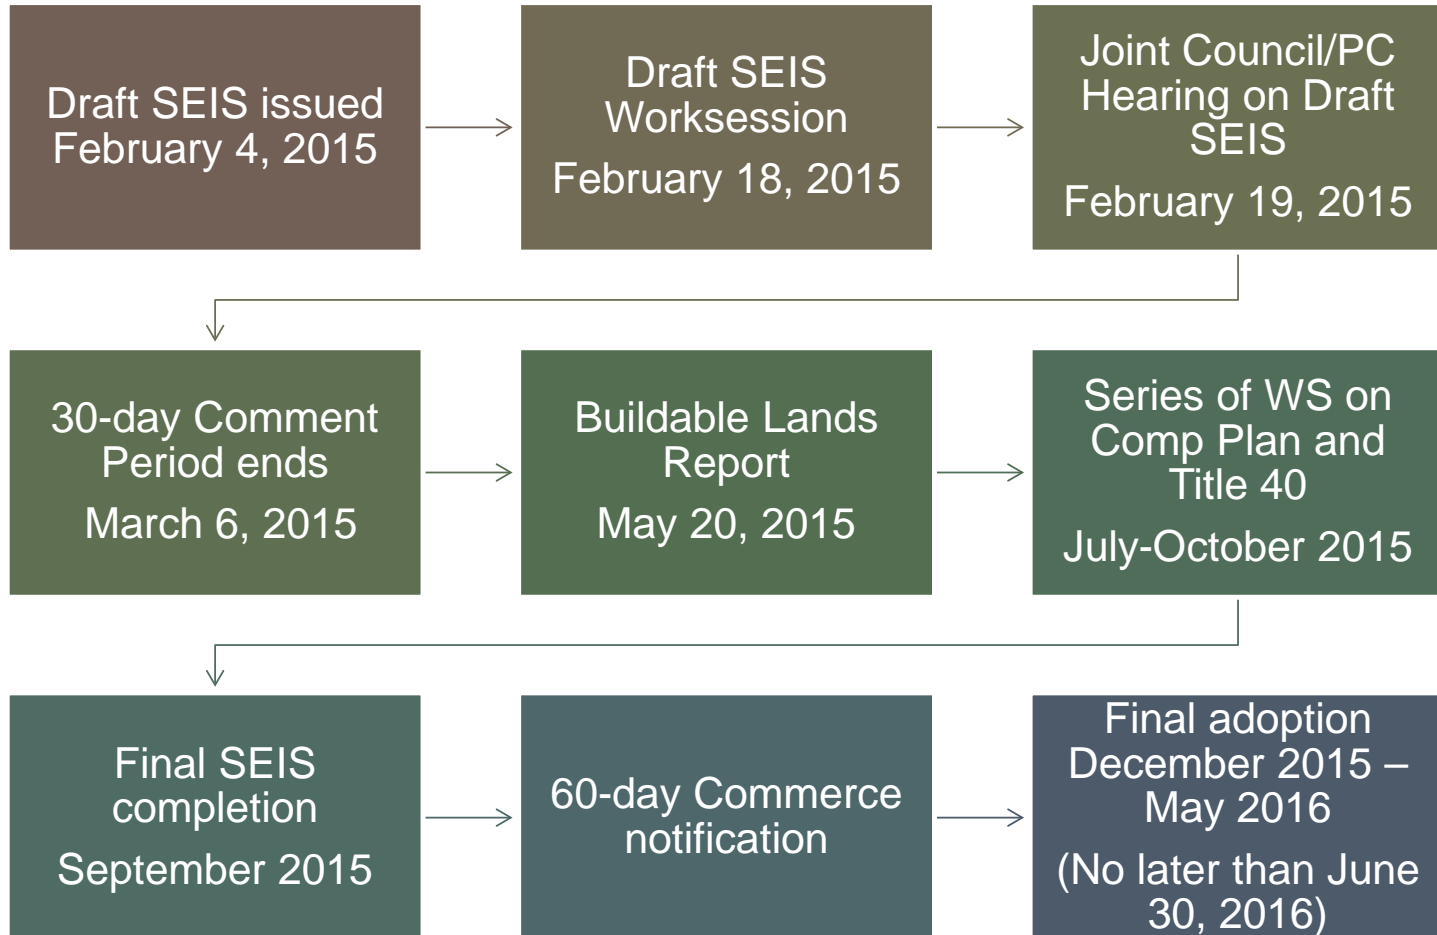 Draft SEIS issued
February 4, 2015
Draft SEIS
Worksession
February 18, 2015
Joint Council/PC
Hearing on Draft
SEIS
February 19, 2015
30-day Comment
Period ends
March 6, 2015
Buildable Lands
Report
May 20, 2015
Series of WS on
Comp Plan and
Title 40
July-October 2015
Final SEIS
completion
September 2015
60-day Commerce
notification
Final adoption
December 2015 –
May 2016
(No later than June
30, 2016)